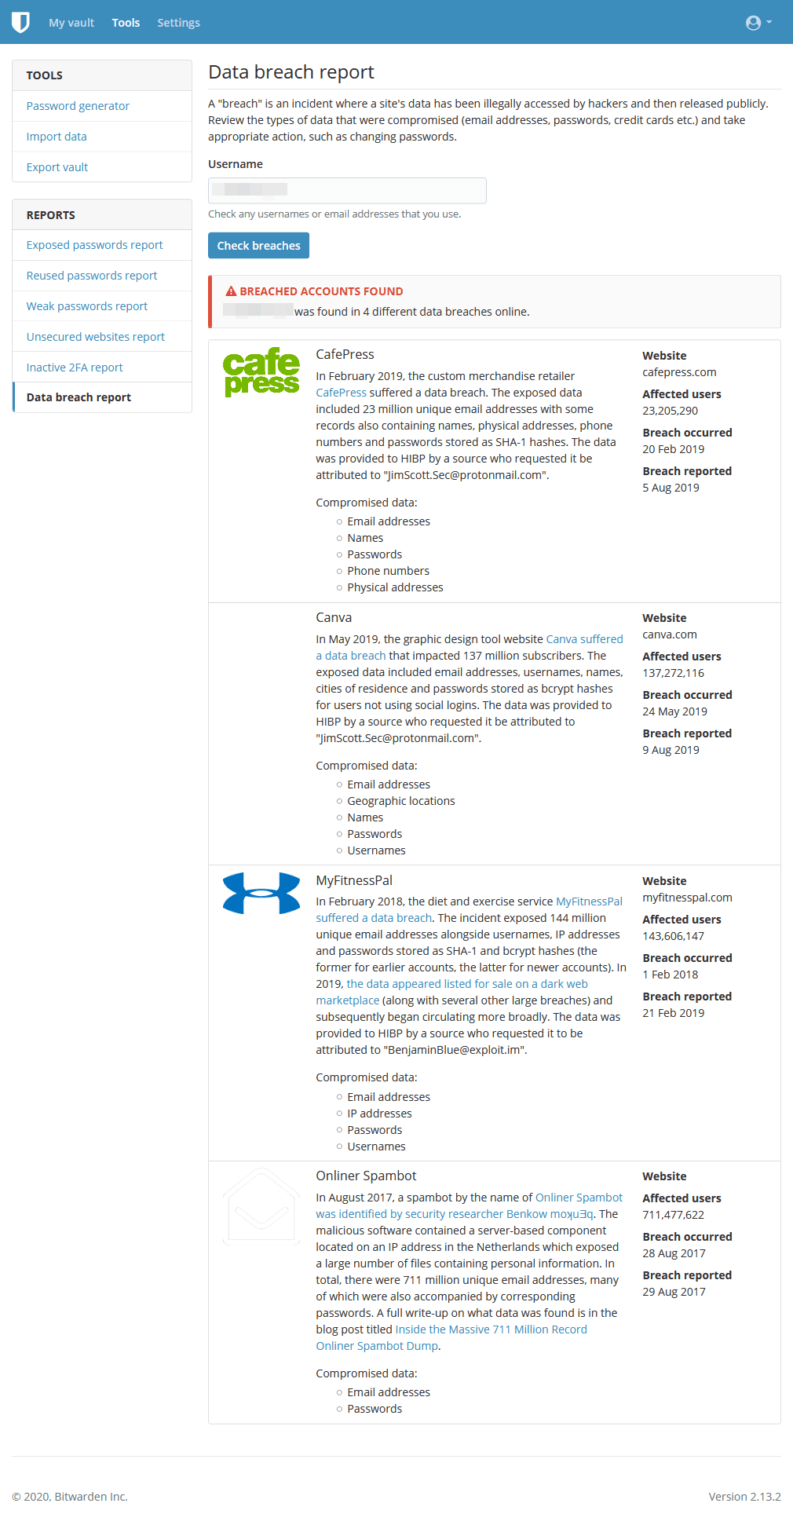 My vault Tools Settings
TOOLS
Password generator
Import data
Export vault
REPORTS
Exposed passwords report
Reused passwords report
Weak passwords report
Unsecured websites report
Inactive 2FA report
Data breach report
Data breach report
A "breach" is an incident where a site's data has been illegally accessed by hackers and then released publicly.
Review the types of data that were compromised (email addresses, passwords, credit cards etc.) and take
appropriate action, such as changing passwords.
Username
Check any usernames or email addresses that you use.
Check breaches
BREACHED ACCOUNTS FOUND
was found in 4 different data breaches online.
cafe
press
CafePress
In February 2019, the custom merchandise retailer
CafePress suffered a data breach. The exposed data
included 23 million unique email addresses with some
records also containing names, physical addresses, phone
numbers and passwords stored as SHA-1 hashes. The data
was provided to HIBP by a source who requested it be
attributed to "JimScott.Sec@protonmail.com".
Compromised data:
Email addresses
Names
Passwords
Phone numbers
Physical addresses
Website
cafepress.com
Affected users
23,205,290
Breach occurred
20 Feb 2019
Breach reported
5 Aug 2019
Canva
In May 2019, the graphic design tool website Canva suffered
a data breach that impacted 137 million subscribers. The
exposed data included email addresses, usernames, names,
cities of residence and passwords stored as bcrypt hashes
for users not using social logins. The data was provided to
HIBP by a source who requested it be attributed to
"JimScott.Sec@protonmail.com".
Compromised data:
Email addresses
Geographic locations
Names
Passwords
Usernames
Website
canva.com
Affected users
137,272,116
Breach occurred
24 May 2019
Breach reported
9 Aug 2019
MyFitnessPal
In February 2018, the diet and exercise service MyFitnessPal
suffered a data breach. The incident exposed 144 million
unique email addresses alongside usernames, IP addresses
and passwords stored as SHA-1 and bcrypt hashes (the
former for earlier accounts, the latter for newer accounts). In
2019, the data appeared listed for sale on a dark web
marketplace (along with several other large breaches) and
subsequently began circulating more broadly. The data was
provided to HIBP by a source who requested it to be
attributed to "BenjaminBlue@exploit.im".
Compromised data:
Email addresses
IP addresses
Passwords
Usernames
Website
myfitnesspal.com
Affected users
143,606,147
Breach occurred
1 Feb 2018
Breach reported
21 Feb 2019
Onliner Spambot
In August 2017, a spambot by the name of Onliner Spambot
was identified by security researcher Benkow moʞuƎq. The
malicious software contained a server-based component
located on an IP address in the Netherlands which exposed
a large number of files containing personal information. In
total, there were 711 million unique email addresses, many
of which were also accompanied by corresponding
passwords. A full write-up on what data was found is in the
blog post titled Inside the Massive 711 Million Record
Onliner Spambot Dump.
Compromised data:
Email addresses
Passwords
Website
Affected users
711,477,622
Breach occurred
28 Aug 2017
Breach reported
29 Aug 2017
© 2020, Bitwarden Inc.
Version 2.13.2